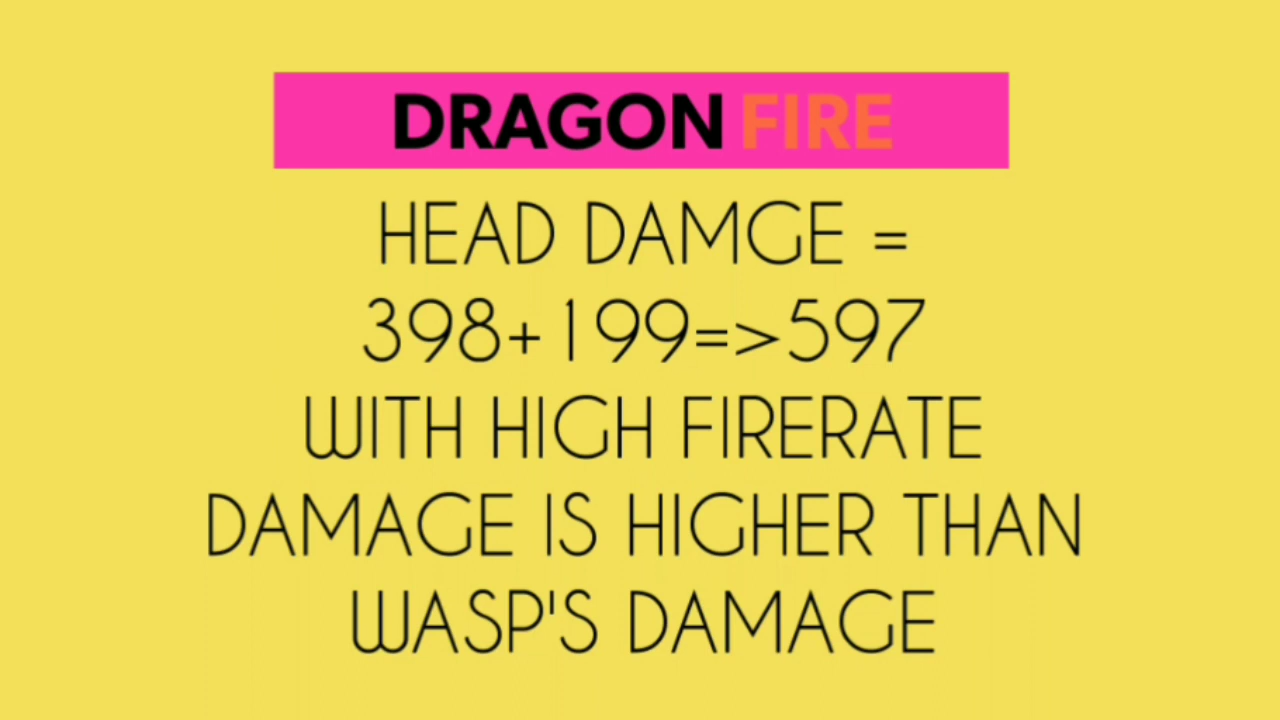 DRAGON FIRE
HEAD DAMGE =
398+199=>597
WITH HIGH FIRERATE
DAMAGE IS HIGHER THAN
WASP'S DAMAGE